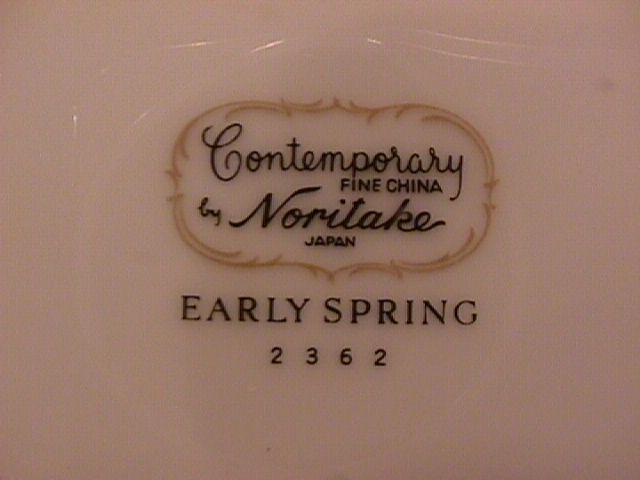 Contemporary
FINE CHINA
by Noritake
JAPAN
EARLY SPRING
2362